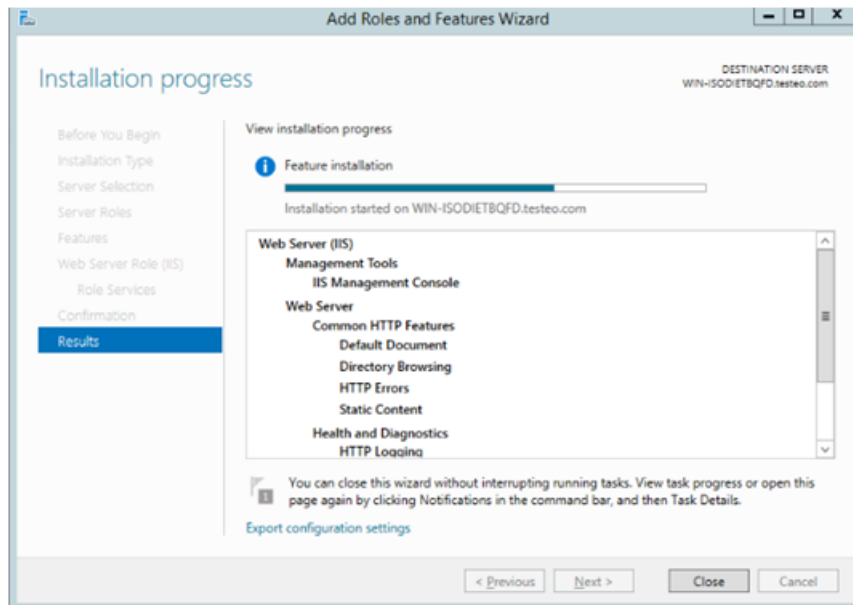 Add Roles and Features Wizard
Installation progress
DESTINATION SERVER
WIN-ISODIETBQFD.testeo.com
Before You Begin
Installation Type
Server Selection
Server Roles
Features
Web Server Role (IIS)
Role Services
Confirmation
Results
View installation progress
Feature installation
Installation started on WIN-ISODIETBQFD.testeo.com
Web Server (IIS)
Management Tools
IIS Management Console
Web Server
Common HTTP Features
Default Document
Directory Browsing
HTTP Errors
Static Content
Health and Diagnostics
HTTP Logging
You can close this wizard without interrupting running tasks. View task progress or open this
page again by clicking Notifications in the command bar, and then Task Details.
Export configuration settings
< Previous
Next >
Close
Cancel